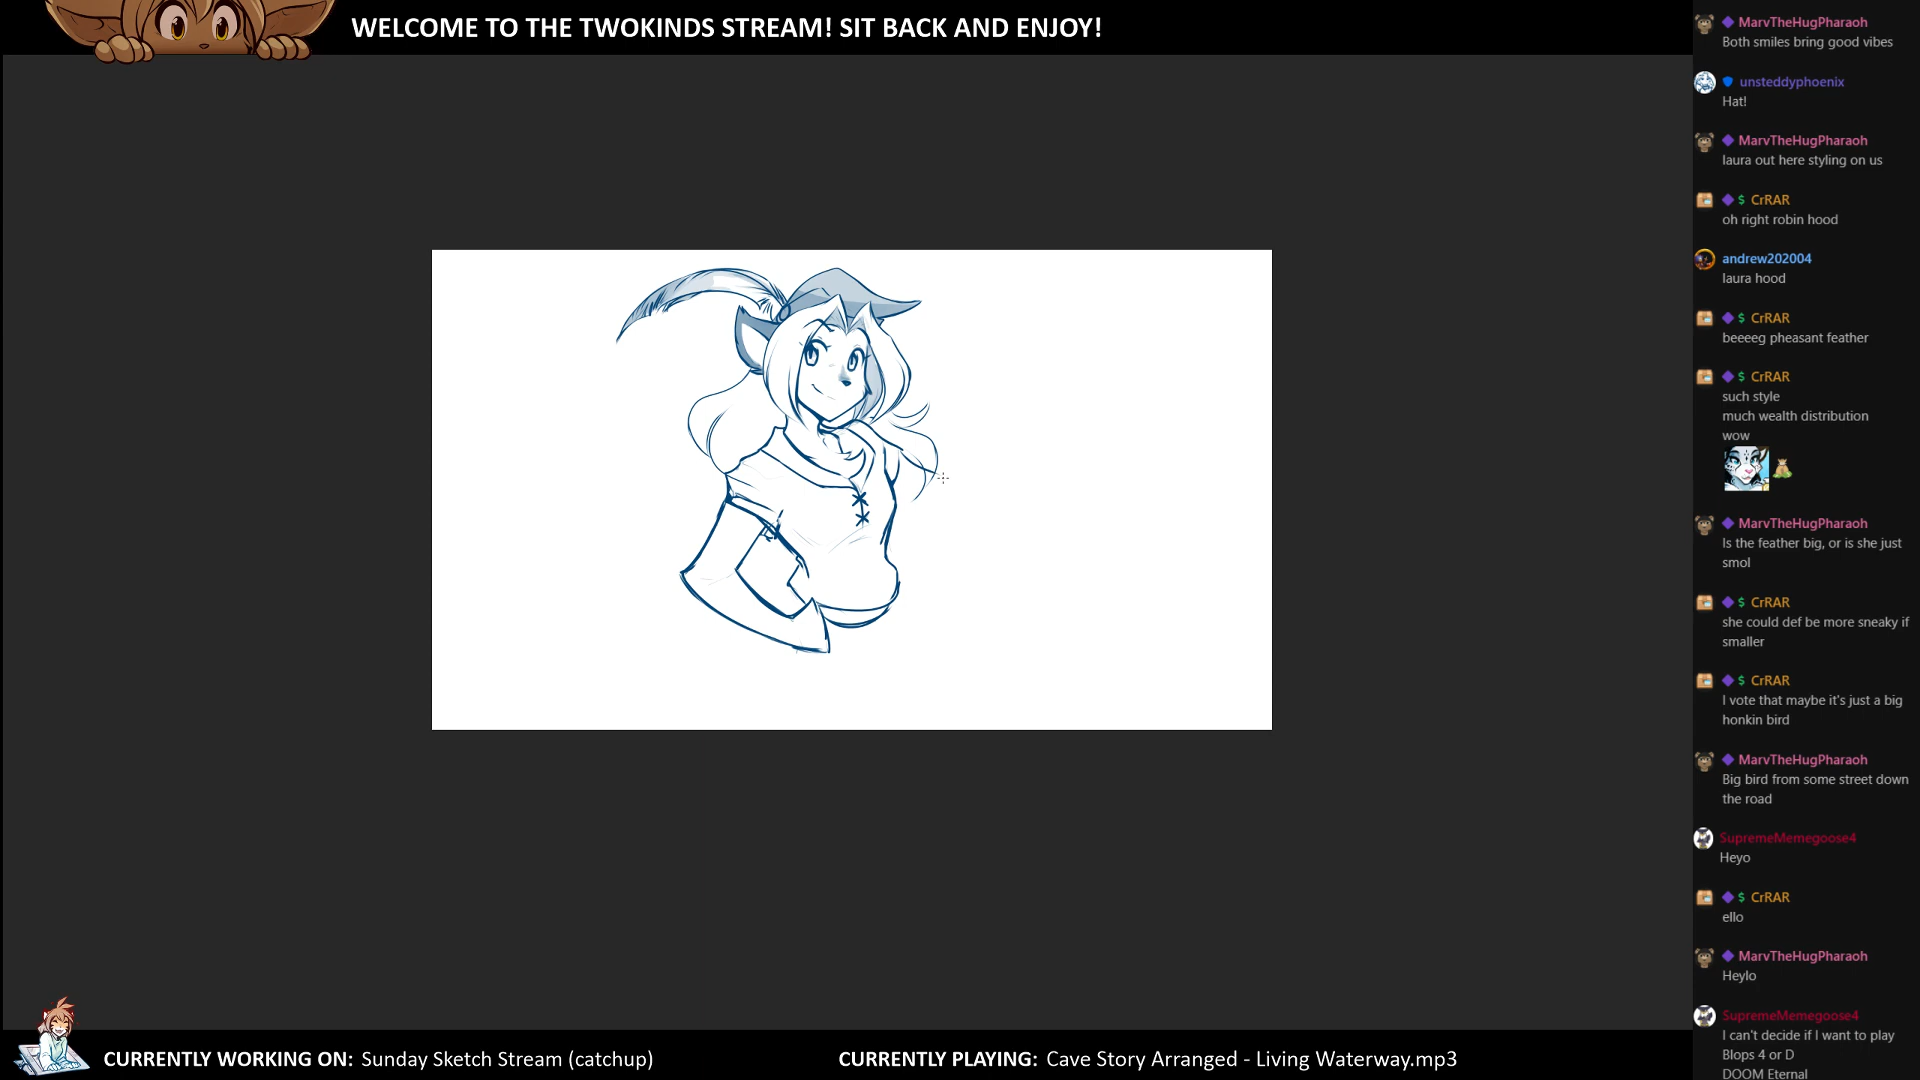 WELCOME TO THE TWOKINDS STREAM! SIT BACK AND ENJOY!
MarvTheHugPharaoh
Both smiles bring good vibes
unsteddyphoenix
Hat!
MarvTheHugPharaoh
laura out here styling on us
$ CrRAR
oh right robin hood
andrew202004
laura hood
$ CrRAR
beeeeg pheasant feather
$ CrRAR
such style
much wealth distribution
wow
MarvTheHugPharaoh
Is the feather big, or is she just
smol
$ CrRAR
she could def be more sneaky if
smaller
$ CrRAR
I vote that maybe it's just a big
honkin bird
MarvTheHugPharaoh
Big bird from some street down
the road
SupremeMemegoose4
Heyo
$ CrRAR
ello
MarvTheHugPharaoh
Heylo
SupremeMemegoose4
I can't decide if I want to play
Blops 4 or D
DOOM Eternal
CURRENTLY WORKING ON: Sunday Sketch Stream (catchup)
CURRENTLY PLAYING: Cave Story Arranged - Living Waterway.mp3